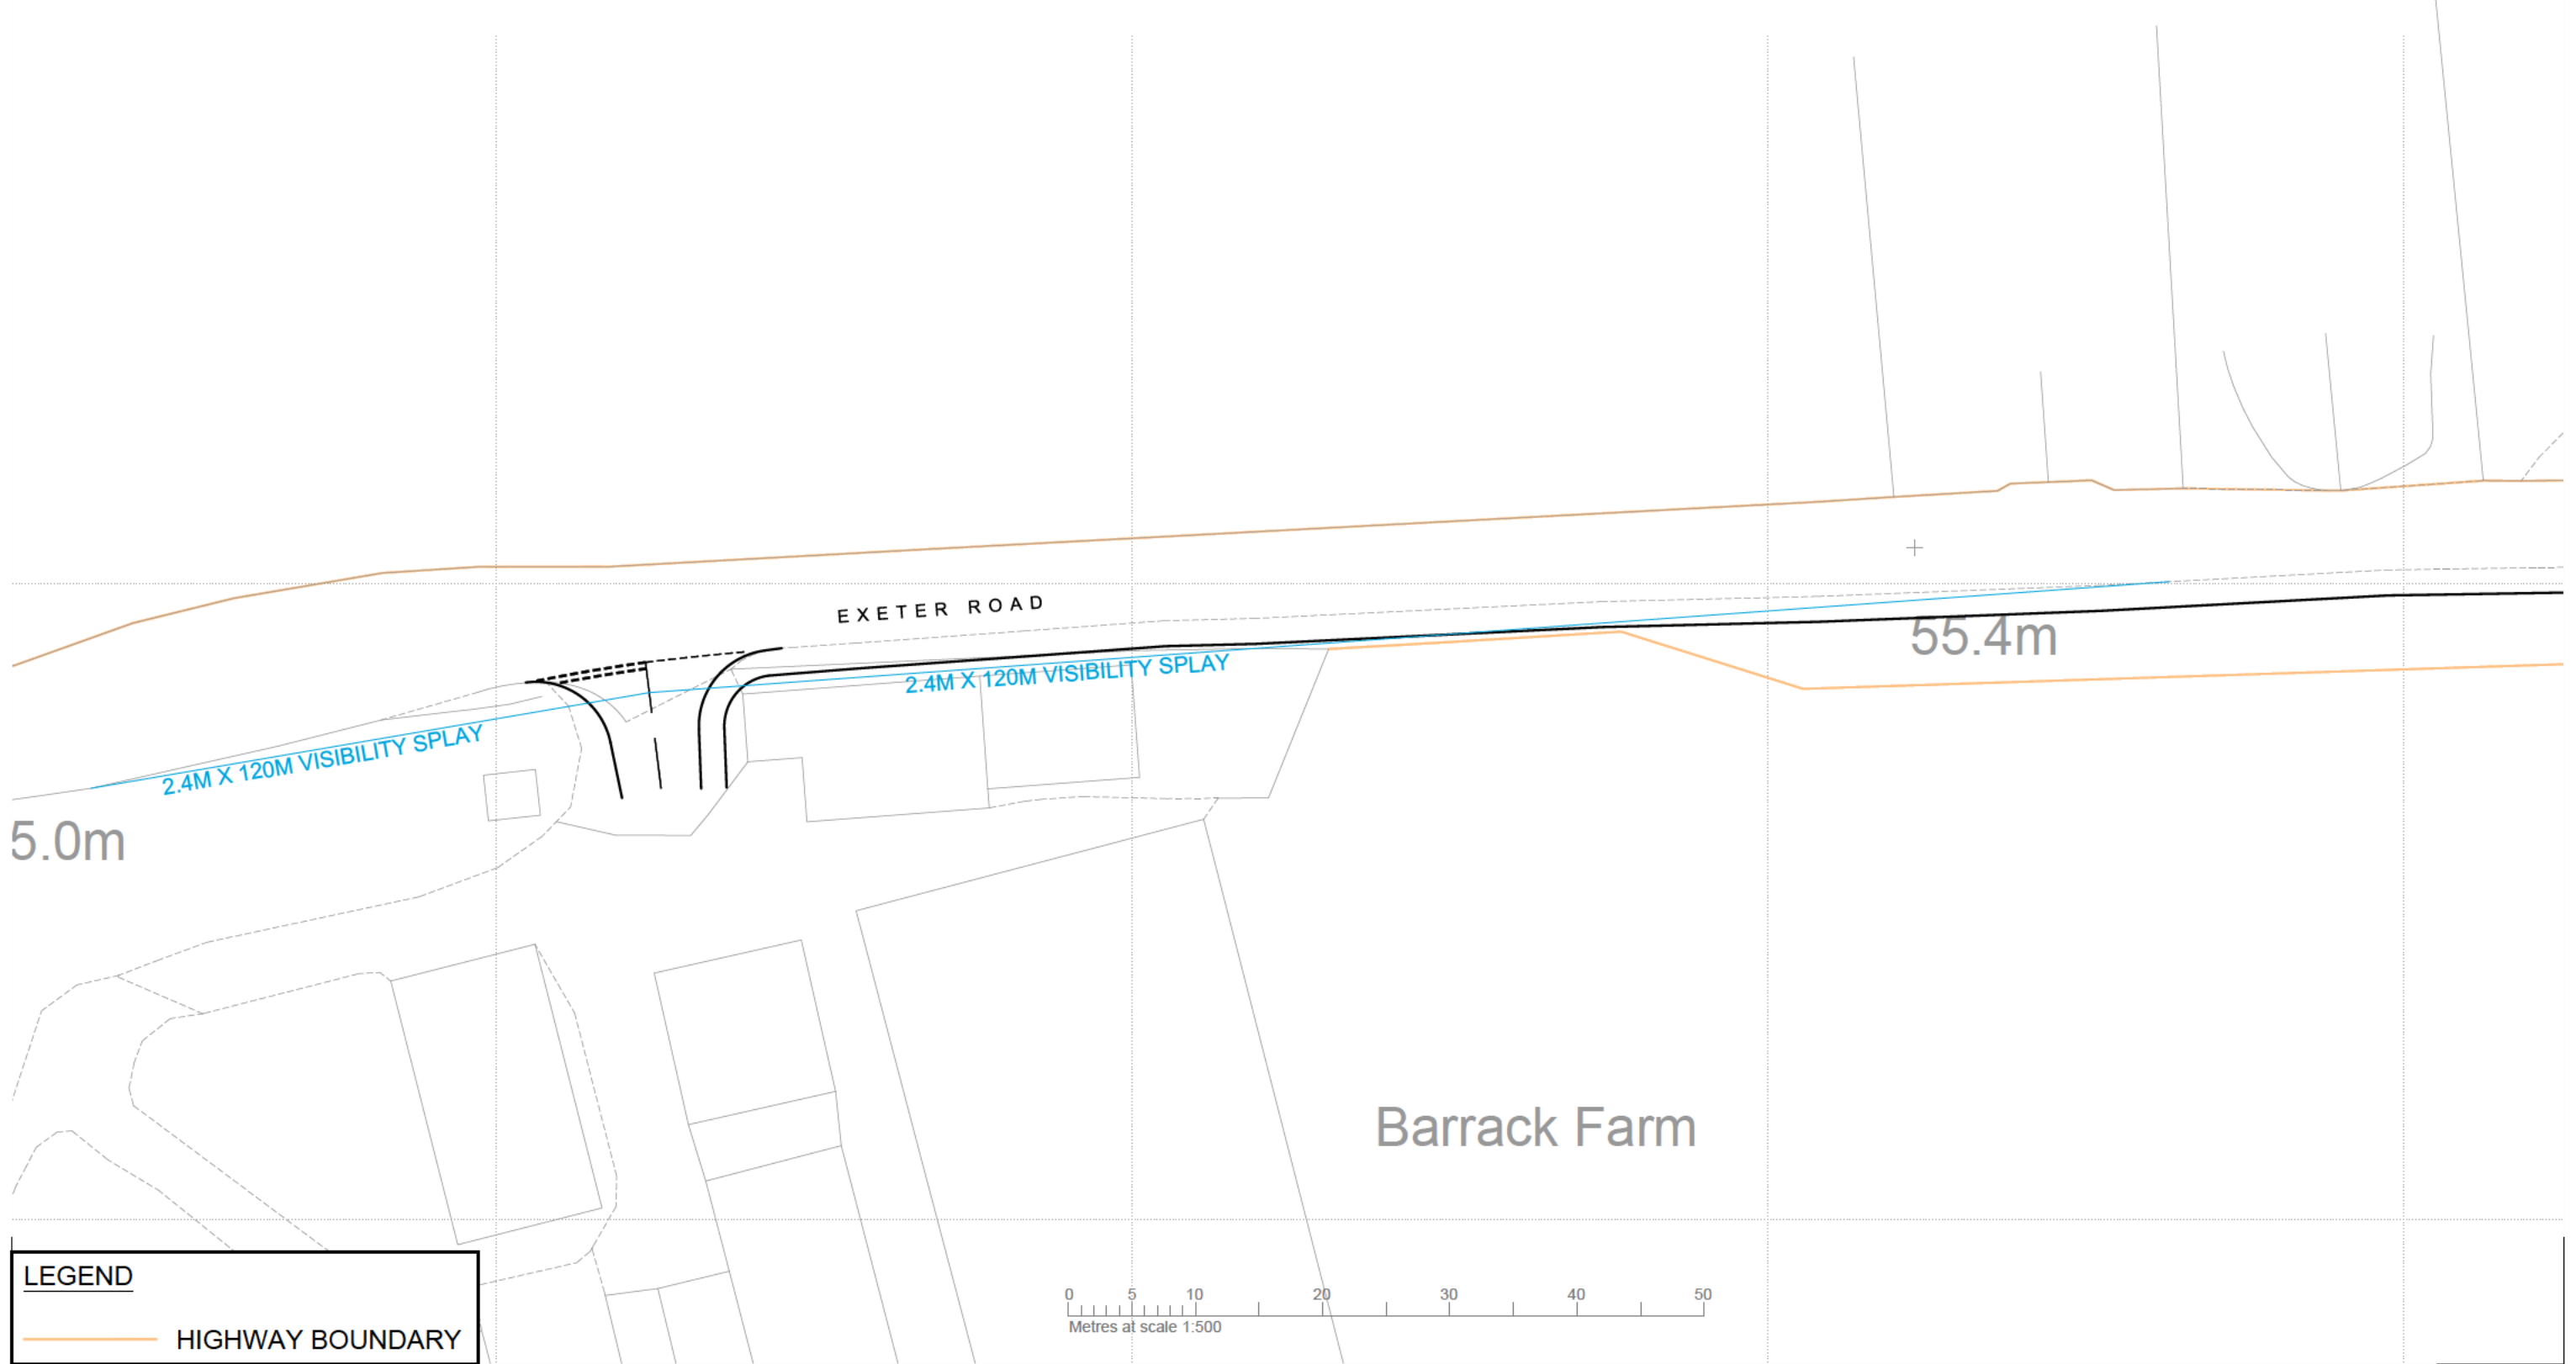 EXETER ROAD
55.4m
2.4M X 120M VISIBILITY SPLAY
2.4M X 120M VISIBILITY SPLAY
5.0m
Barrack Farm
LEGEND
HIGHWAY BOUNDARY
0 5 10 20 30 40 50
Metres at scale 1:500